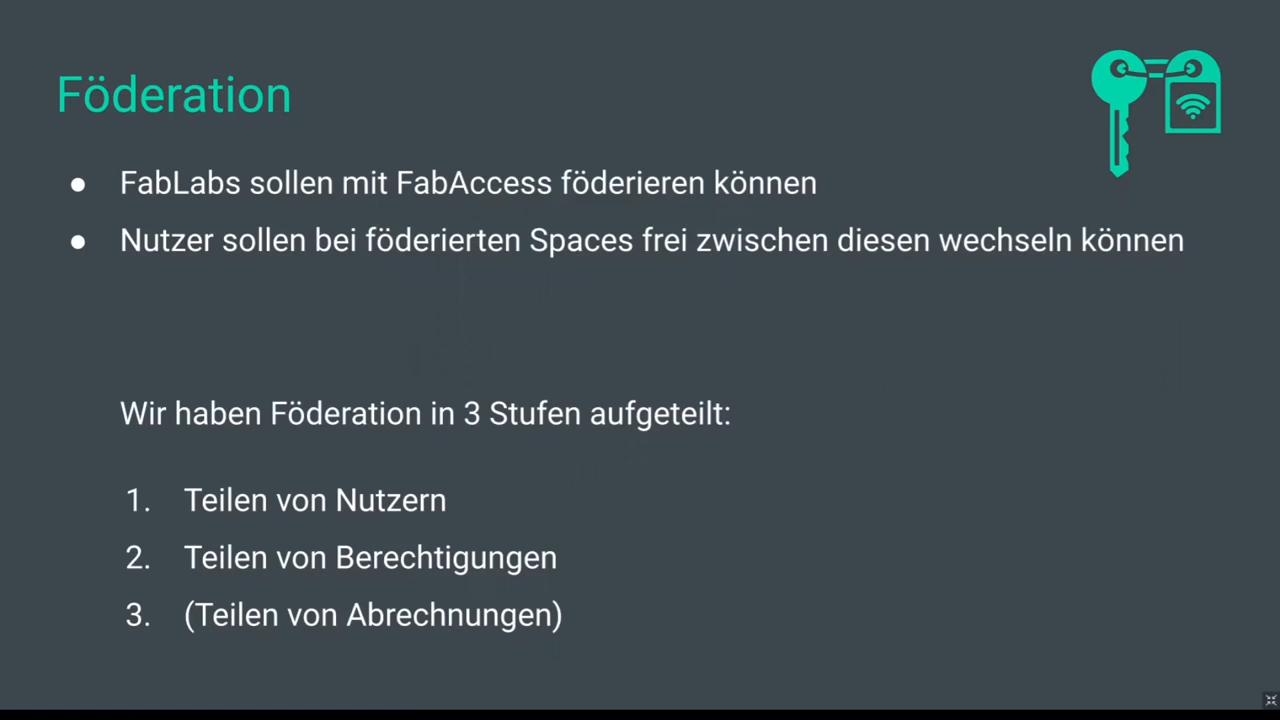 Föderation
● FabLabs sollen mit FabAccess föderieren können
● Nutzer sollen bei föderierten Spaces frei zwischen diesen wechseln können
Wir haben Föderation in 3 Stufen aufgeteilt:
1. Teilen von Nutzern
2. Teilen von Berechtigungen
3. (Teilen von Abrechnungen)